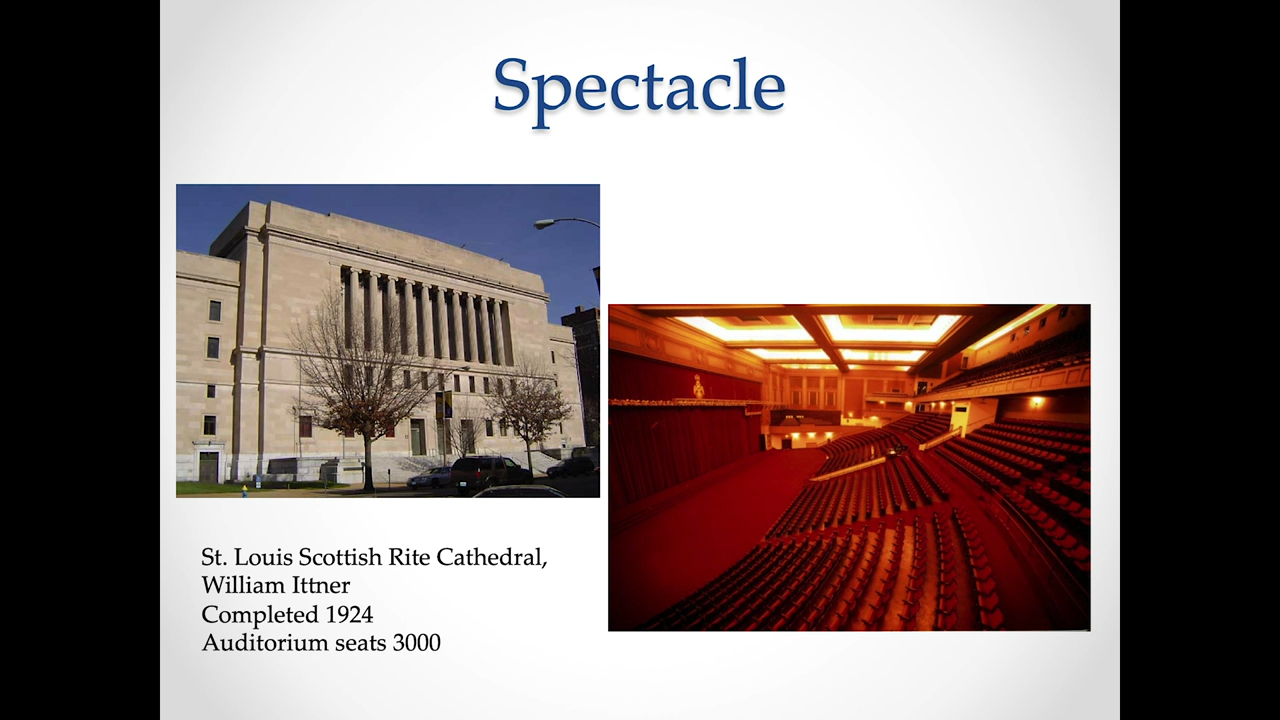 Spectacle
St. Louis Scottish Rite Cathedral,
William Ittner
Completed 1924
Auditorium seats 3000